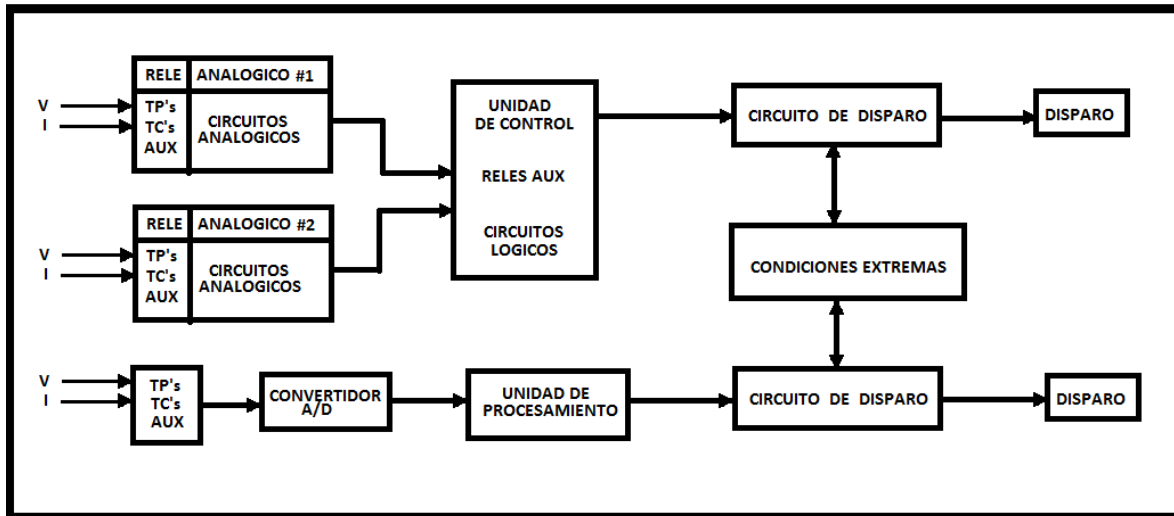 RELE ANALOGICO #1
V
I
TP's
TC's
AUX
CIRCUITOS
ANALOGICOS
RELE ANALOGICO #2
V
I
TP's
TC's
AUX
CIRCUITOS
ANALOGICOS
UNIDAD
DE CONTROL
RELES AUX
CIRCUITOS
LOGICOS
CIRCUITO DE DISPARO
DISPARO
CONDICIONES EXTREMAS
V
I
TP's
TC's
AUX
CONVERTIDOR
A/D
UNIDAD DE
PROCESAMIENTO
CIRCUITO DE DISPARO
DISPARO